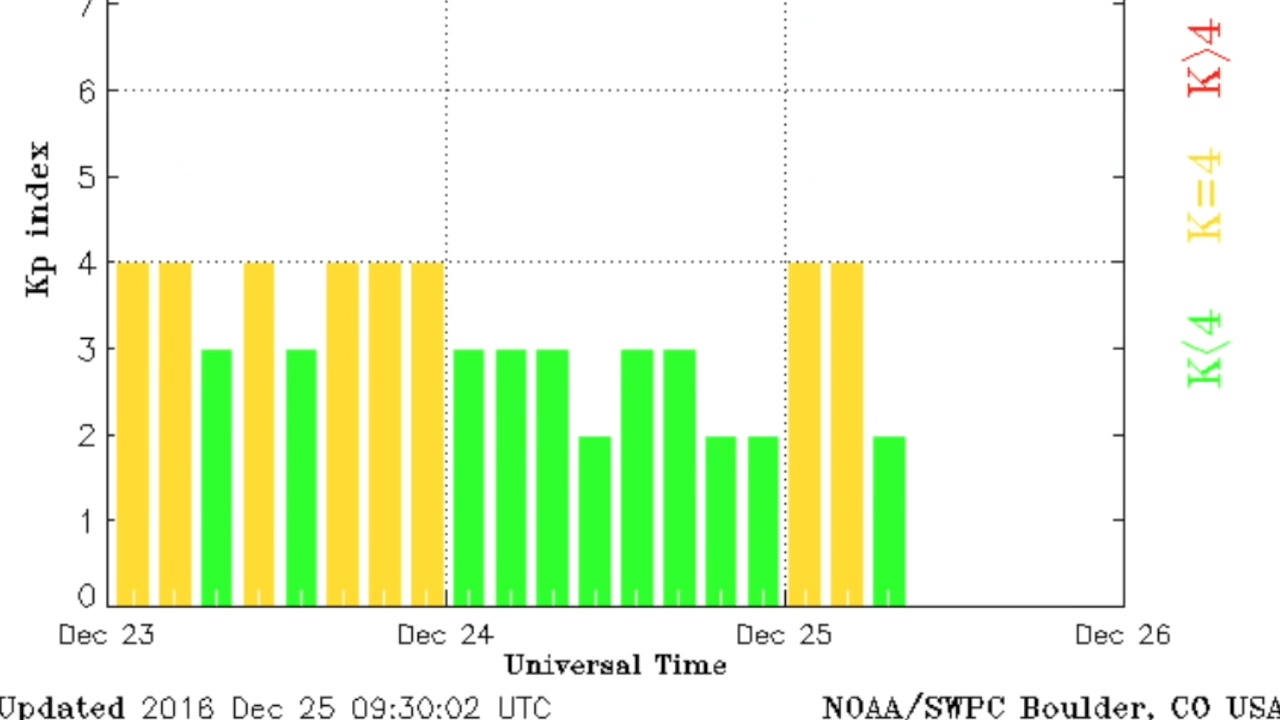 7
6
5
4
3
2
1
0
Kp index
K>4
K=4
K<4
Dec 23 Dec 24 Dec 25 Dec 26
Universal Time
Updated 2016 Dec 25 09:30:02 UTC NOAA/SWPC Boulder, CO USA